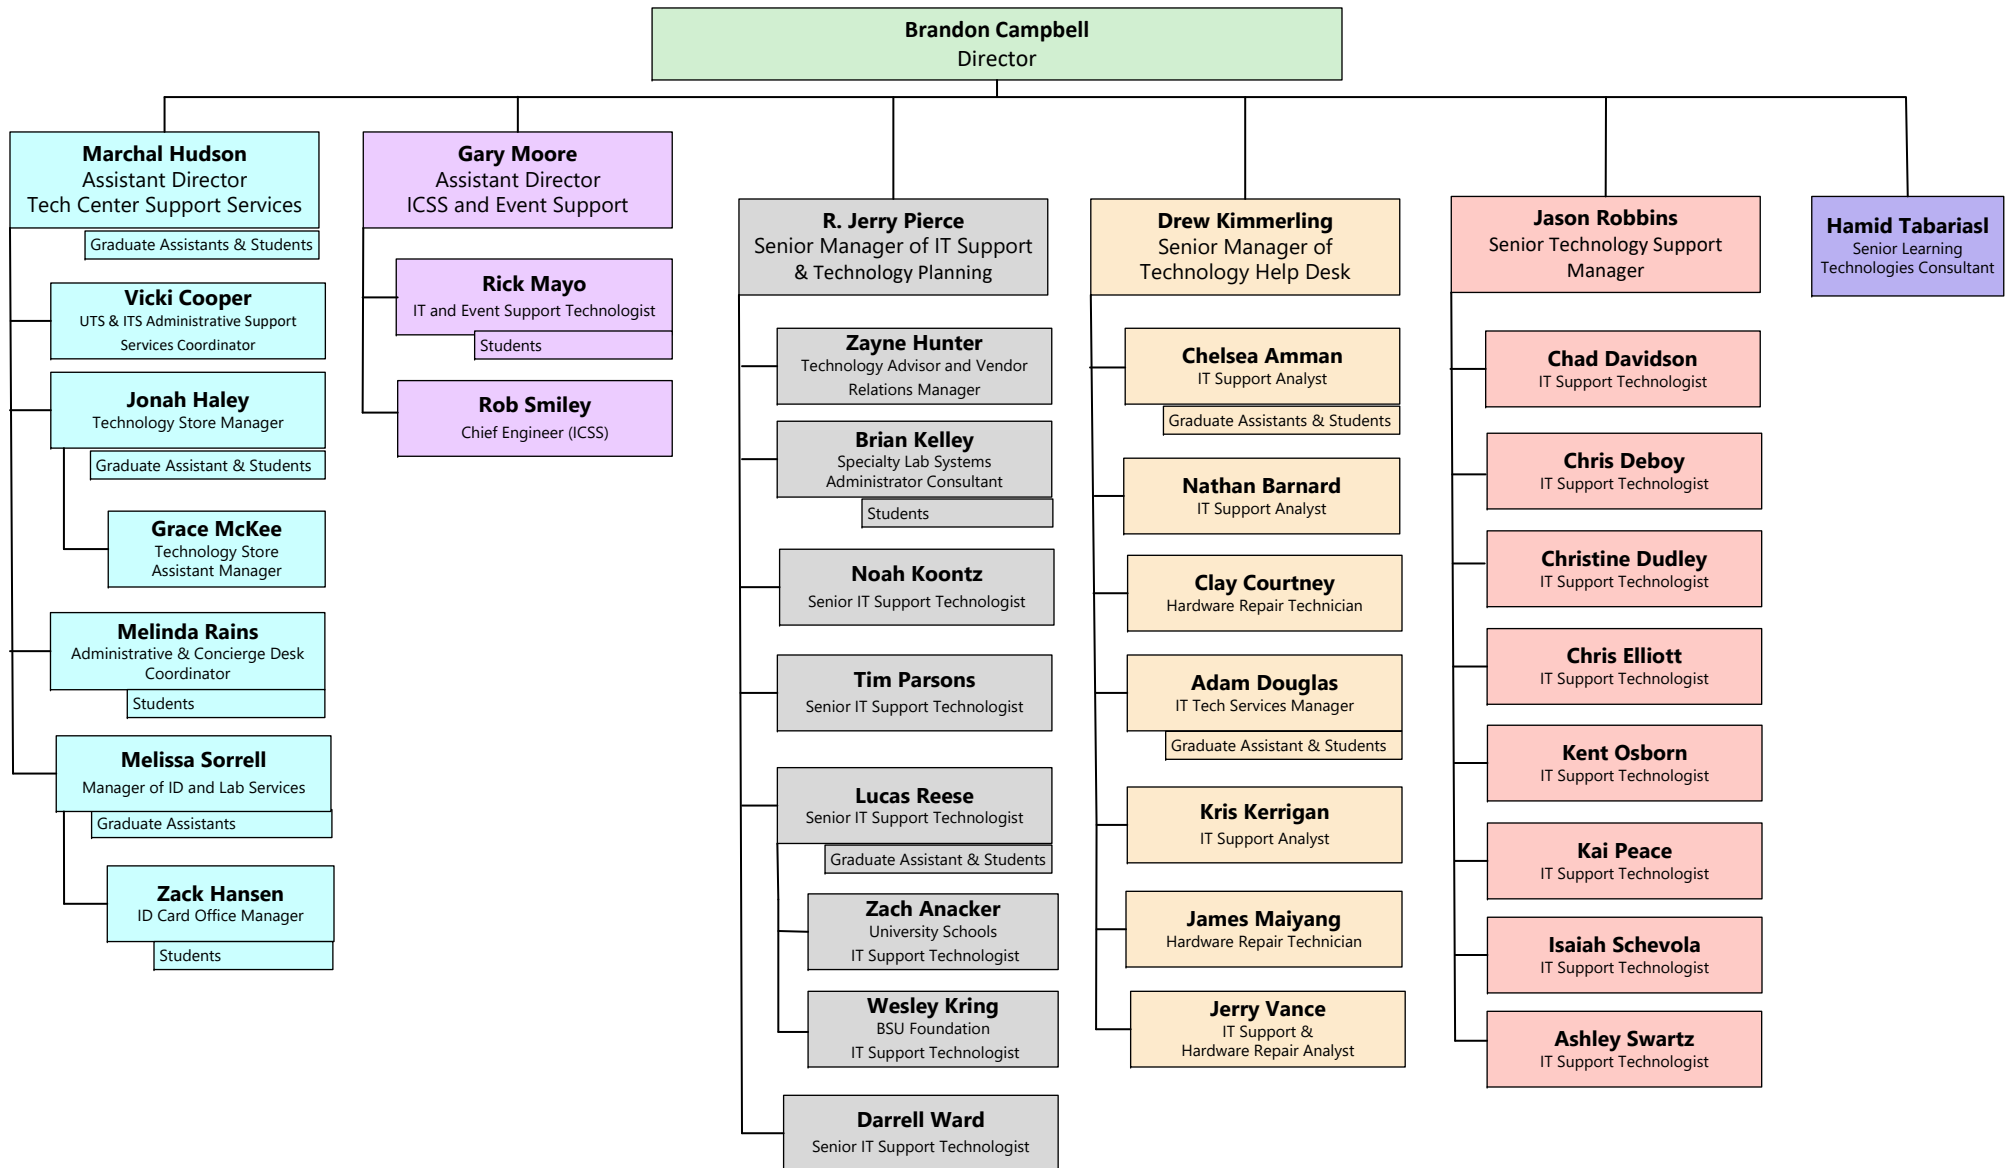 Brandon Campbell
Director
Marchal Hudson
Assistant Director
Tech Center Support Services
Graduate Assistants & Students
Vicki Cooper
UTS & ITS Administrative Support
Services Coordinator
Jonah Haley
Technology Store Manager
Graduate Assistant & Students
Grace McKee
Technology Store
Assistant Manager
Melinda Rains
Administrative & Concierge Desk
Coordinator
Students
Melissa Sorrell
Manager of ID and Lab Services
Graduate Assistants
Zack Hansen
ID Card Office Manager
Students
Gary Moore
Assistant Director
ICSS and Event Support
Rick Mayo
IT and Event Support Technologist
Students
Rob Smiley
Chief Engineer (ICSS)
R. Jerry Pierce
Senior Manager of IT Support
& Technology Planning
Zayne Hunter
Technology Advisor and Vendor
Relations Manager
Brian Kelley
Specialty Lab Systems
Administrator Consultant
Students
Noah Koontz
Senior IT Support Technologist
Tim Parsons
Senior IT Support Technologist
Lucas Reese
Senior IT Support Technologist
Graduate Assistant & Students
Zach Anacker
University Schools
IT Support Technologist
Wesley Kring
BSU Foundation
IT Support Technologist
Darrell Ward
Senior IT Support Technologist
Drew Kimmerling
Senior Manager of
Technology Help Desk
Chelsea Amman
IT Support Analyst
Graduate Assistants & Students
Nathan Barnard
IT Support Analyst
Clay Courtney
Hardware Repair Technician
Adam Douglas
IT Tech Services Manager
Graduate Assistant & Students
Kris Kerrigan
IT Support Analyst
James Maiyang
Hardware Repair Technician
Jerry Vance
IT Support &
Hardware Repair Analyst
Jason Robbins
Senior Technology Support
Manager
Chad Davidson
IT Support Technologist
Chris Deboy
IT Support Technologist
Christine Dudley
IT Support Technologist
Chris Elliott
IT Support Technologist
Kent Osborn
IT Support Technologist
Kai Peace
IT Support Technologist
Isaiah Schevola
IT Support Technologist
Ashley Swartz
IT Support Technologist
Hamid Tabariasl
Senior Learning
Technologies Consultant